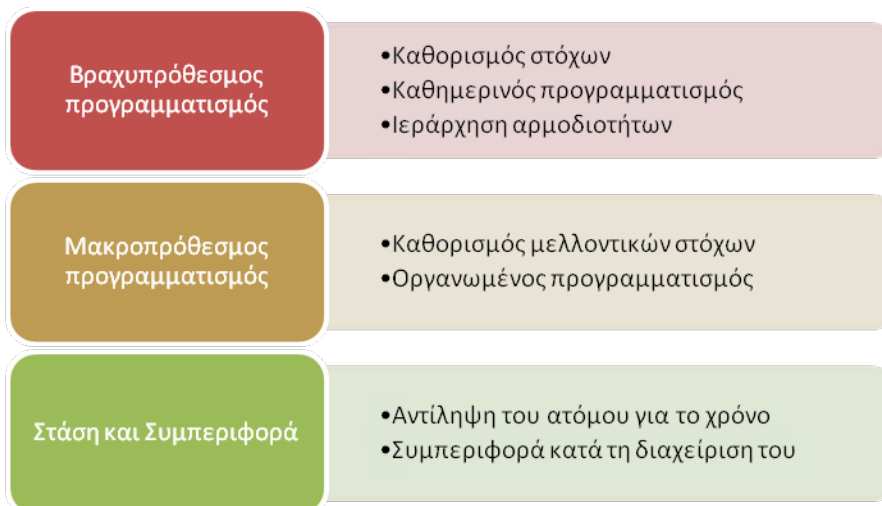 Βραχυπρόθεσμος
προγραμματισμός
•Καθορισμός στόχων
•Καθημερινός προγραμματισμός
•Ιεράρχηση αρμοδιοτήτων
Μακροπρόθεσμος
προγραμματισμός
•Καθορισμός μελλοντικών στόχων
•Οργανωμένος προγραμματισμός
Στάση και Συμπεριφορά
•Αντίληψη του ατόμου για το χρόνο
•Συμπεριφορά κατά τη διαχείριση του